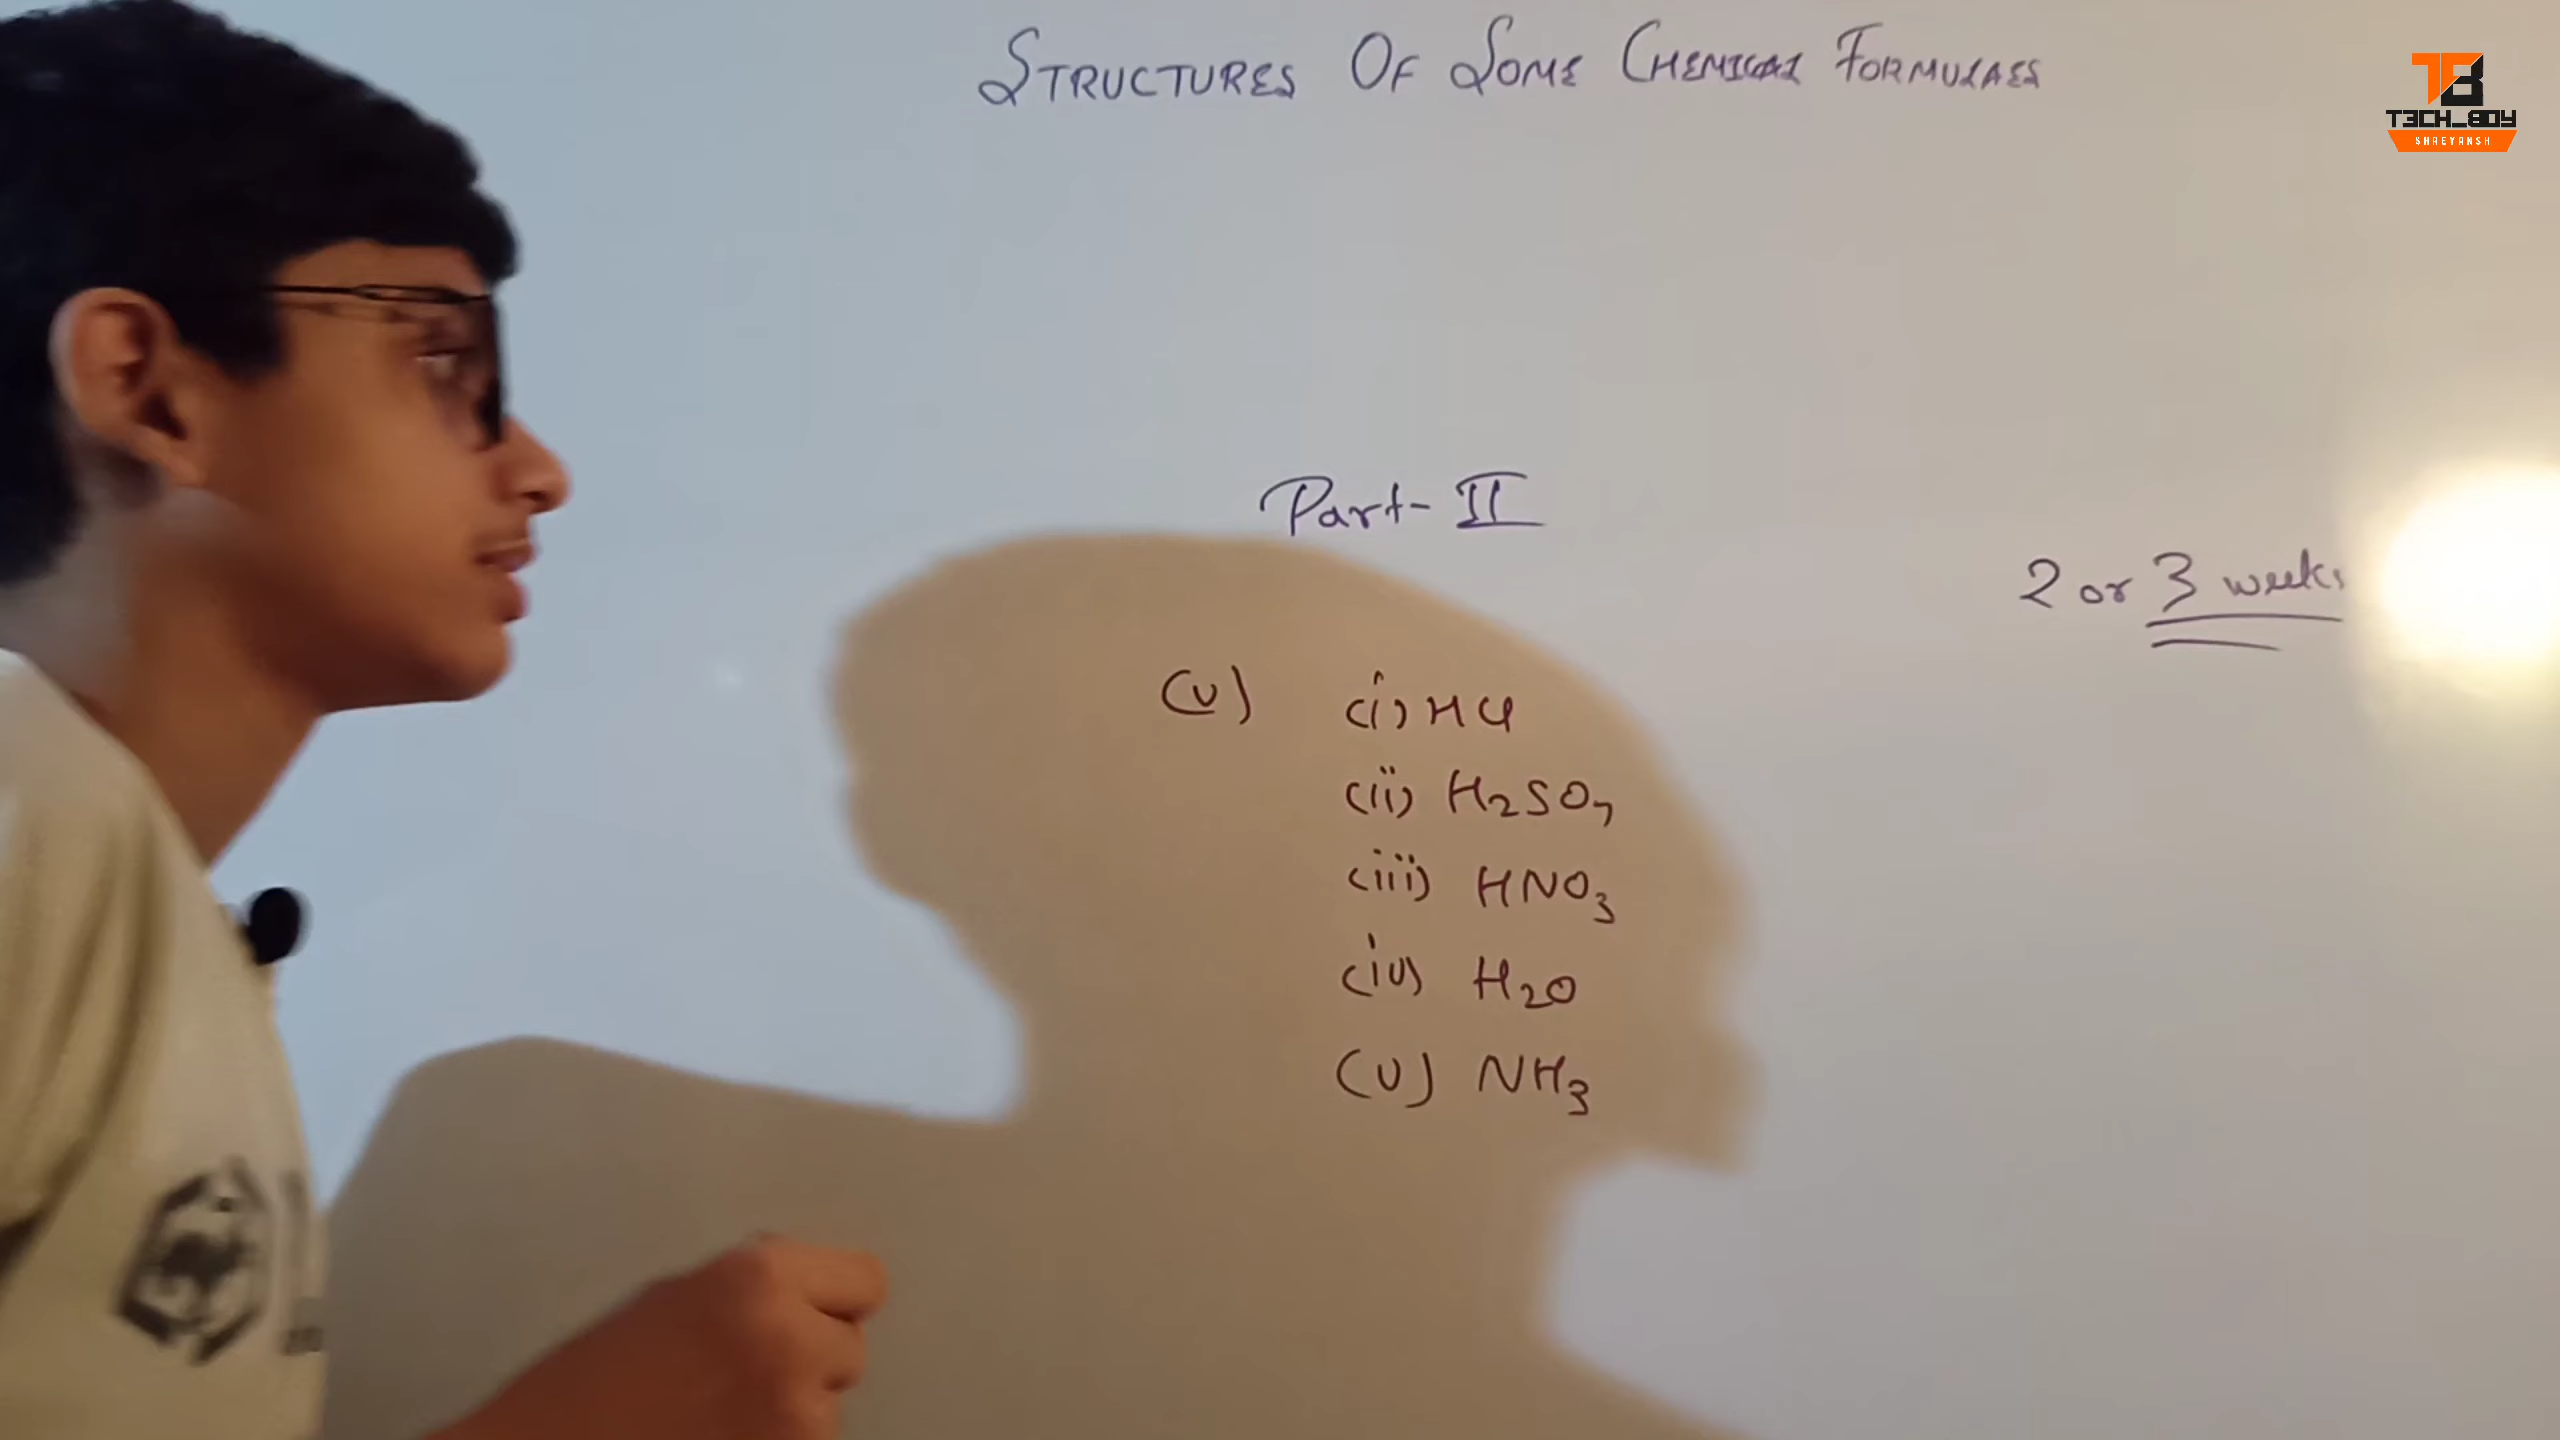 STRUCTURES OF SOME CHEMICAL FORMULAES
T3CH_BOY
SHREYANSH
Part-II
2 or 3 weeks
(v) (i) HCl
(ii) H2SO4
(iii) HNO3
(iv) H2O
(v) NH3